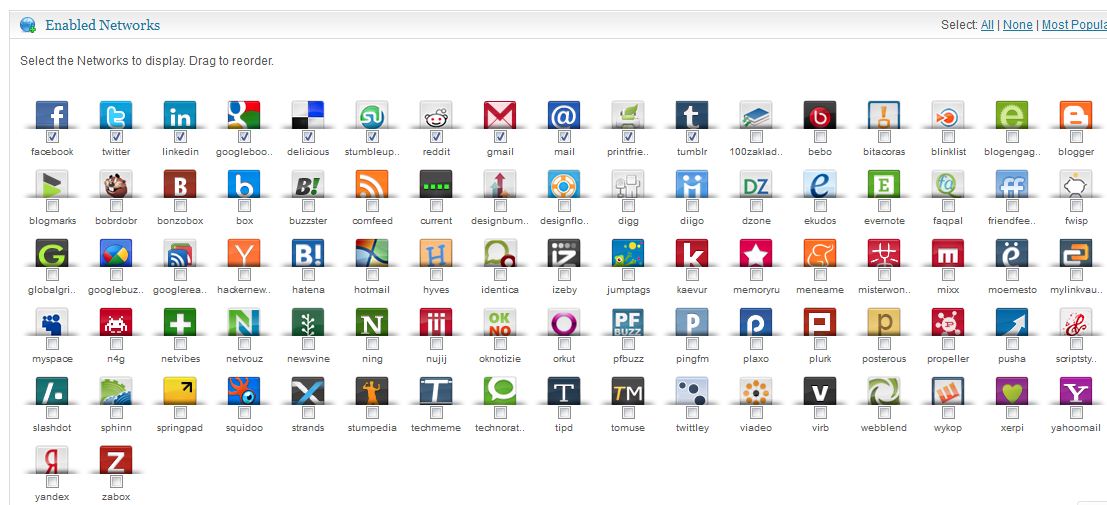 Enabled Networks Select: All | None | Most Popula
Select the Networks to display. Drag to reorder.
facebook twitter linkedin googleboo.. delicious stumbleup.. reddit gmail mail printfrie.. tumblr 100zaklad.. bebo bitacoras blinklist blogengag.. blogger
blogmarks bobrdobr bonzobox box buzzster comfeed current designbum.. designflo.. digg diigo dzone ekudos evernote faqpal friendfee.. fwisp
globalgri.. googlebuz.. googlerea.. hackernew.. hatena hotmail hyves identica izeby jumptags kaevur memoryru meneame misterwon.. mixx moemesto mylinkvau..
myspace n4g netvibes netvouz newsvine ning nujij oknotizie orkut pfbuzz pingfm plaxo plurk posterous propeller pusha scriptsty..
slashdot sphinn springpad squidoo strands stumpedia techmeme technorat.. tipd tomuse twittley viadeo virb webblend wykop xerpi yahoomail
yandex zabox